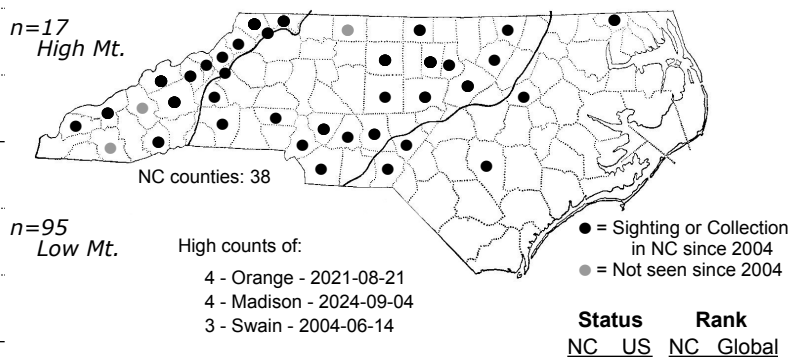 n=17
High Mt.
NC counties: 38
n=95
Low Mt.
High counts of:
4 - Orange - 2021-08-21
4 - Madison - 2024-09-04
3 - Swain - 2004-06-14
= Sighting or Collection
in NC since 2004
= Not seen since 2004
Status Rank
NC US NC Global